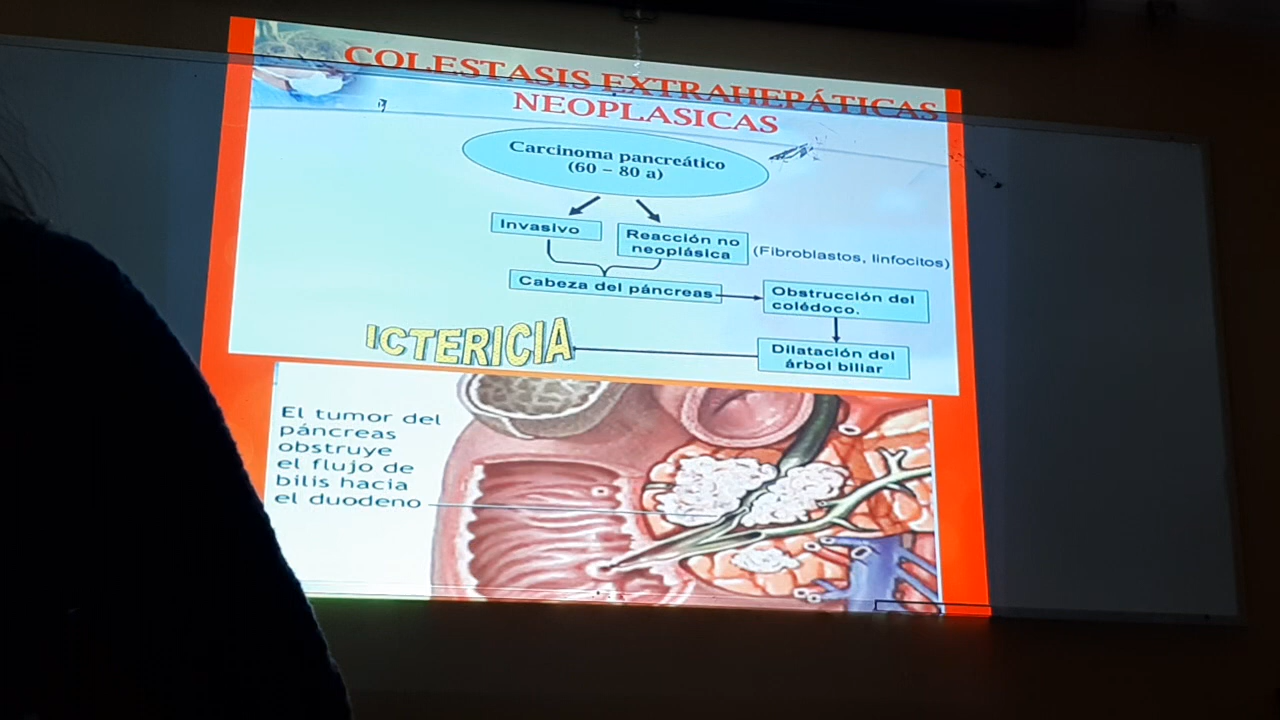 COLESTASIS EXTRAHEPÁTICAS
NEOPLASICAS
Carcinoma pancreático
(60 – 80 a)
Invasivo
Reacción no
neoplásica
(Fibroblastos, linfocitos)
Cabeza del páncreas
Obstrucción del
colédoco.
Dilatación del
árbol biliar
ICTERICIA
El tumor del
páncreas
obstruye
el flujo de
bilis hacia
el duodeno